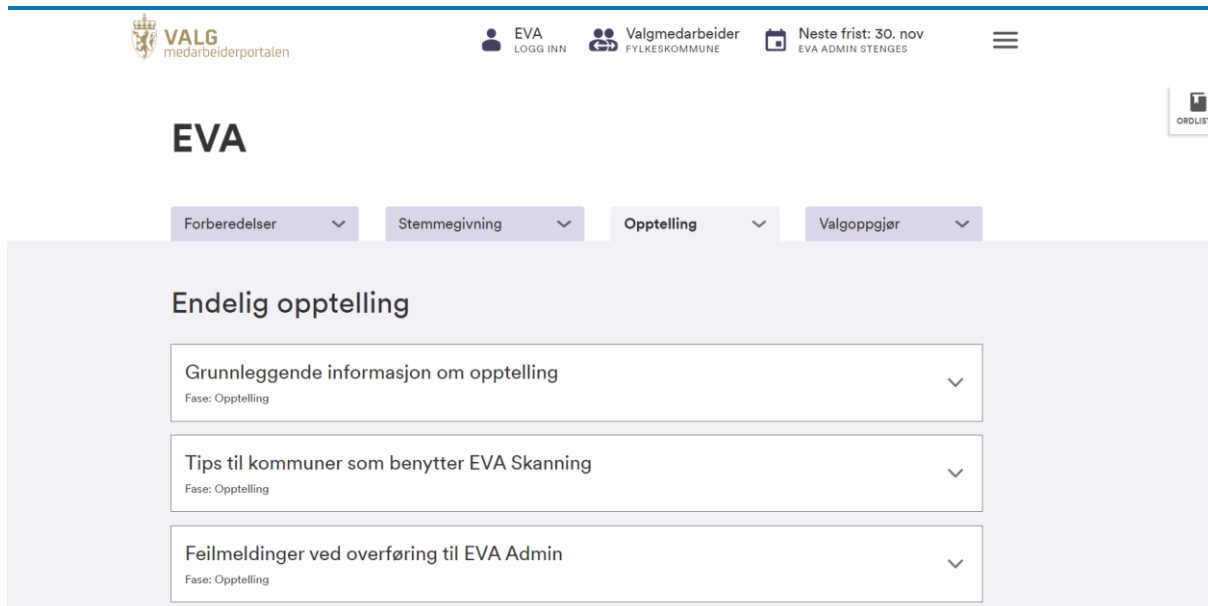 VALG
medarbeiderportalen
EVA
LOGG INN
Valgmedarbeider
FYLKESKOMMUNE
Neste frist: 30. nov
EVA ADMIN STENGES
EVA
Forberedelser
Stemmegivning
Opptelling
Valgoppgjør
Endelig opptelling
Grunnleggende informasjon om opptelling
Fase: Opptelling
Tips til kommuner som benytter EVA Skanning
Fase: Opptelling
Feilmeldinger ved overføring til EVA Admin
Fase: Opptelling